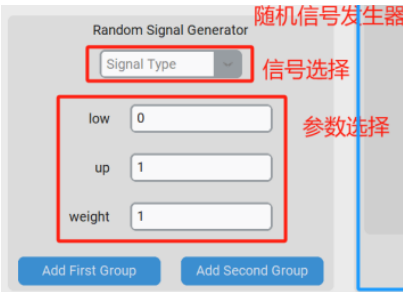 Random Signal Generator
随机信号发生器
Signal Type
信号选择
low
0
参数选择
up
1
weight
1
Add First Group
Add Second Group